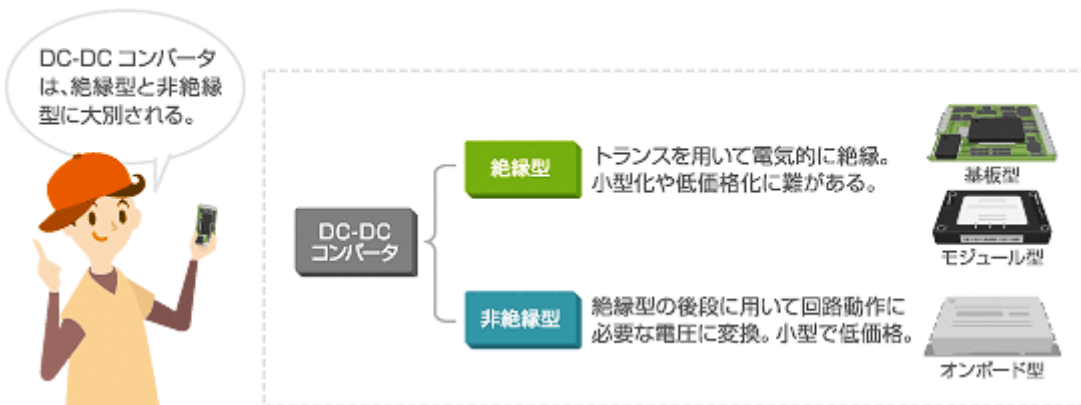 DC-DC コンバータ
は、絶縁型と非絶縁
型に大別される。
DC-DC
コンバータ
絶縁型
トランスを用いて電気的に絶縁。
小型化や低価格化に難がある。
基板型
モジュール型
非絶縁型
絶縁型の後段に用いて回路動作に
必要な電圧に変換。小型で低価格。
オンボード型